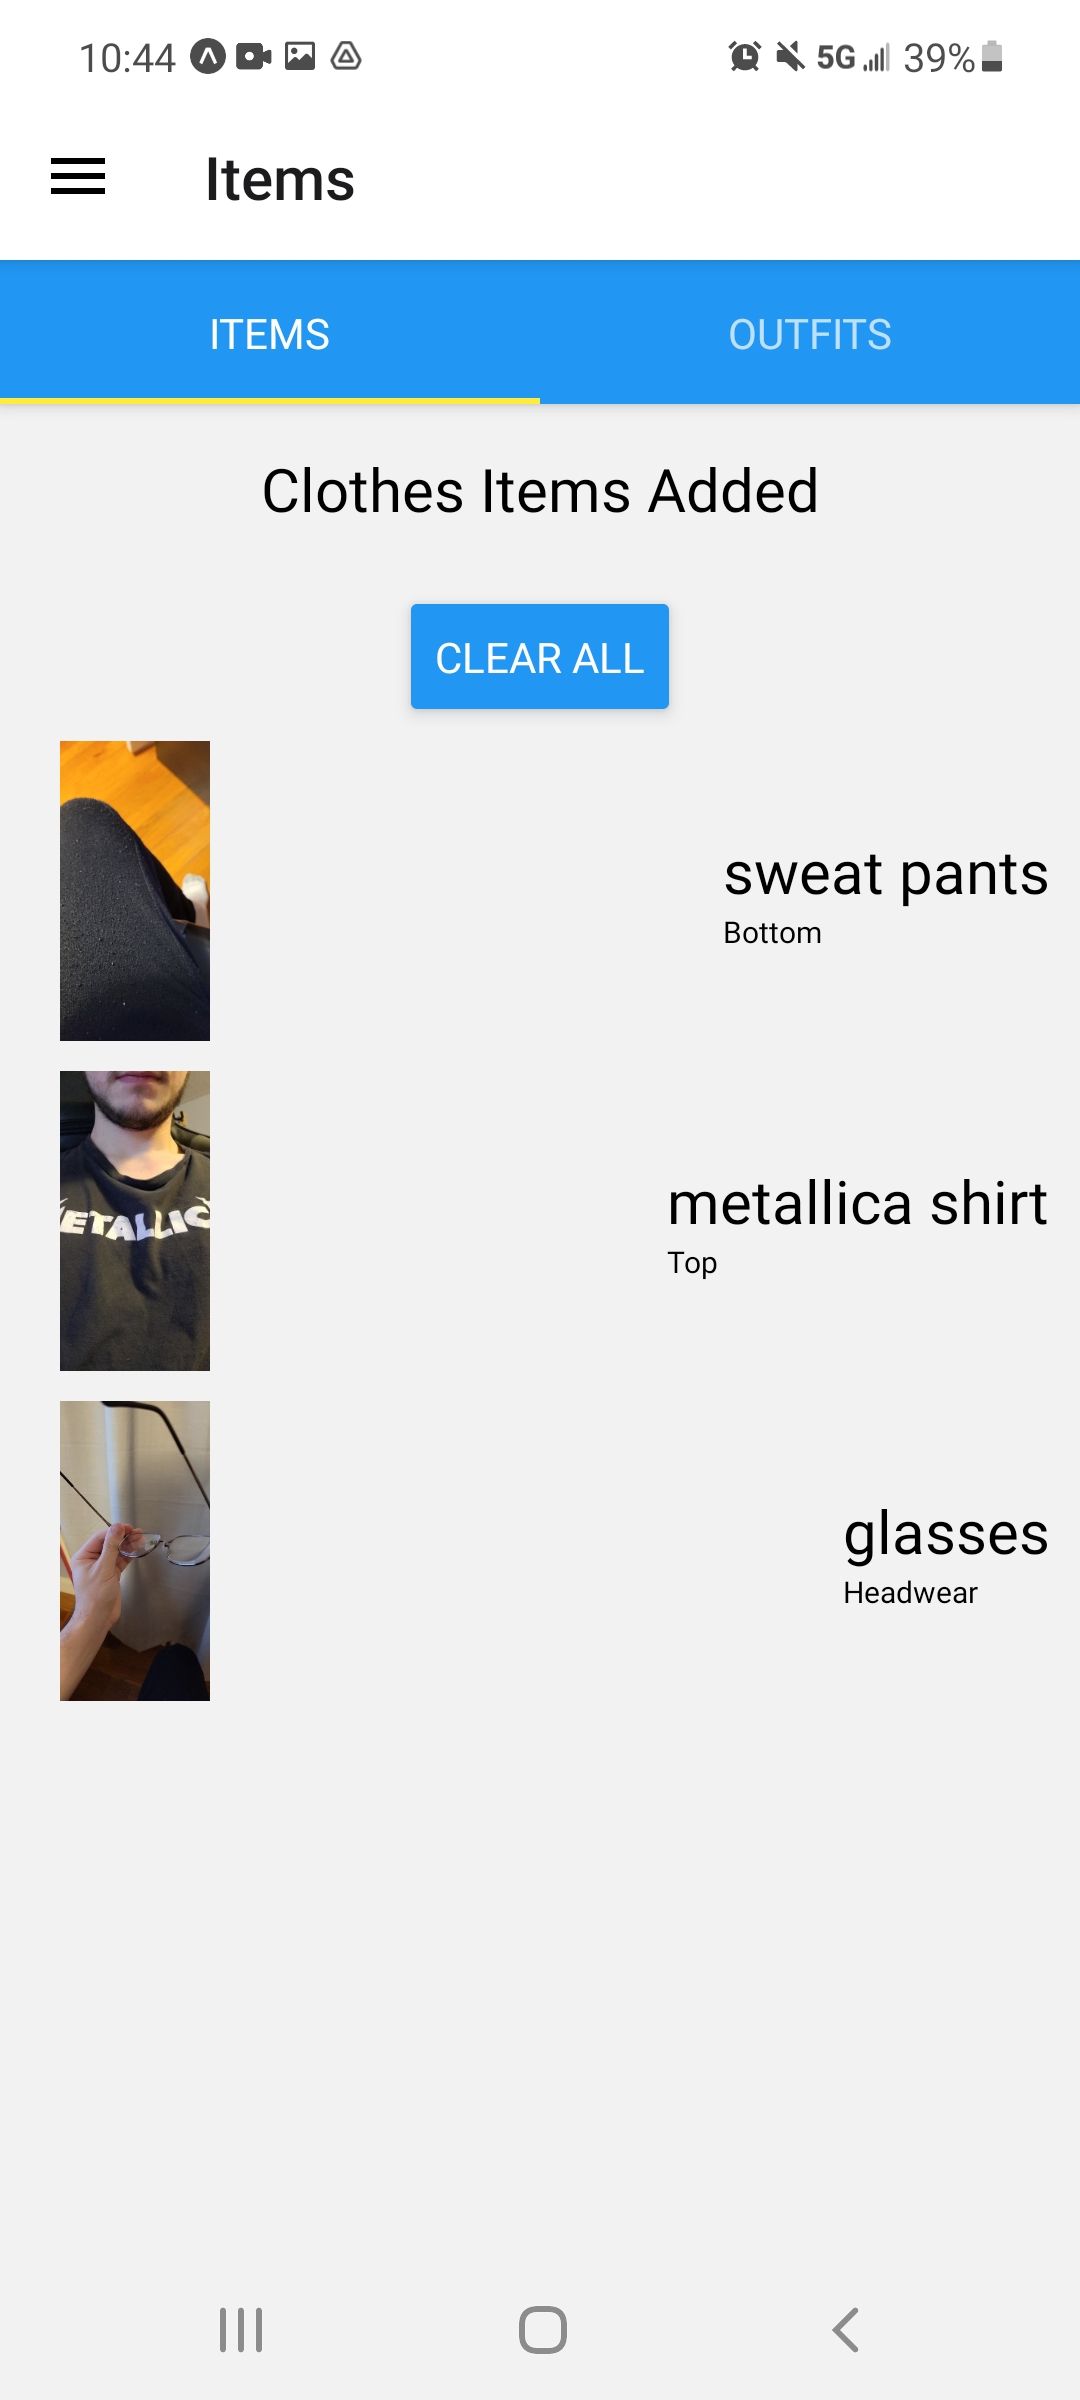 10:44 5G 39%
Items
ITEMS OUTFITS
Clothes Items Added
CLEAR ALL
sweat pants
Bottom
ETALLIC
metallica shirt
Top
glasses
Headwear